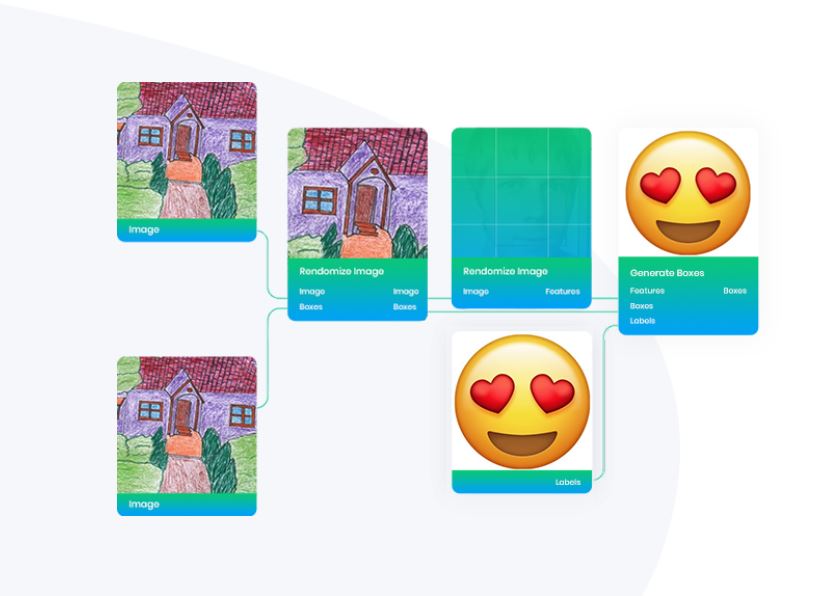 Image
Rendomize Image
Image Image
Boxes Boxes
Rendomize Image
Image Features
Generate Boxes
Features Boxes
Boxes
Labels
Image
Labels